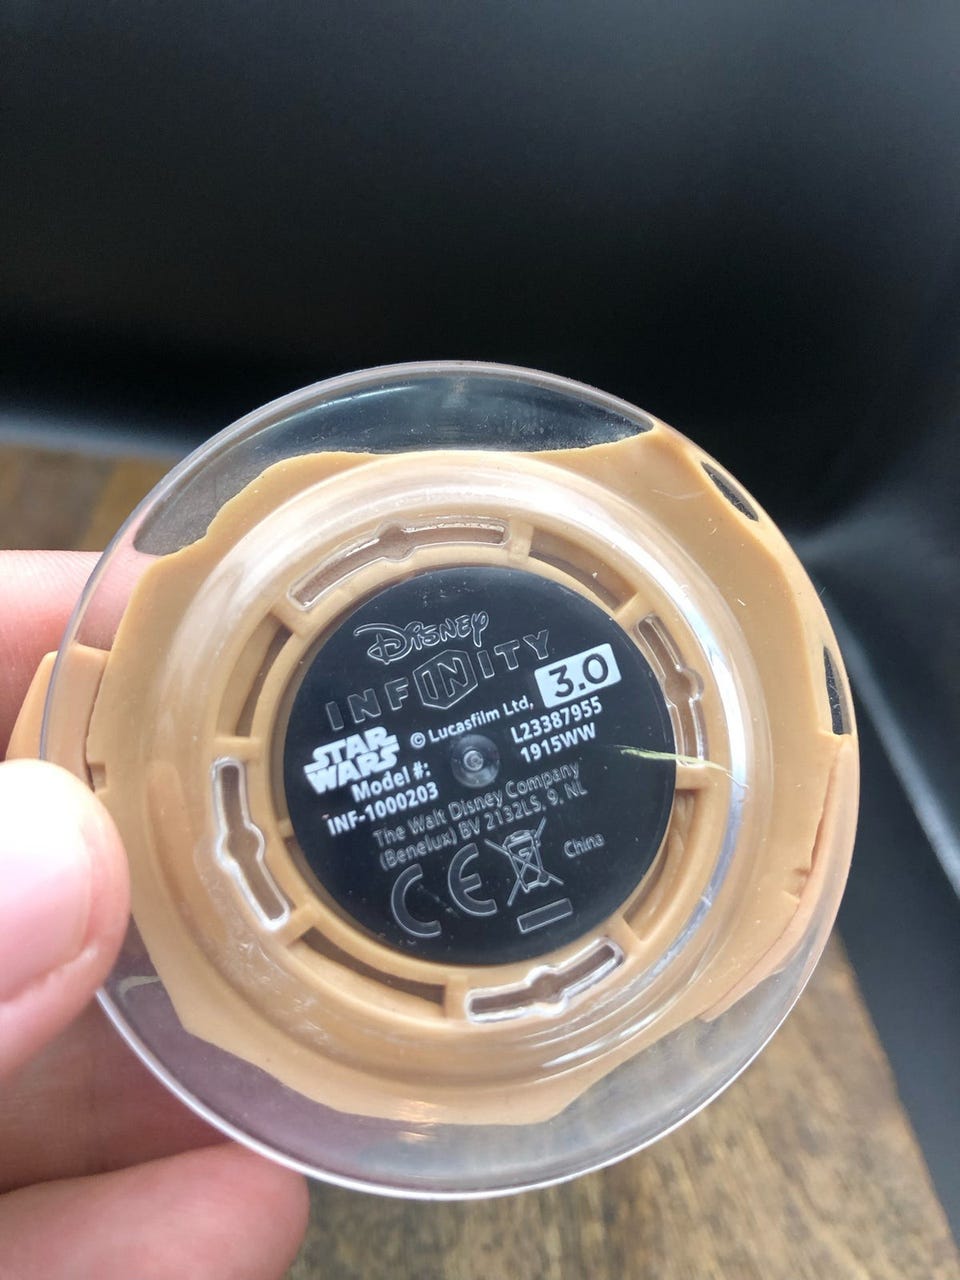 Disney
INFINITY
3.0
© Lucasfilm Ltd,
STAR
WARS
L23387955
1915WW
Model #:
INF-1000203
The Walt Disney Company
(Benelux) BV 2132LS, 9, NL
CE
China